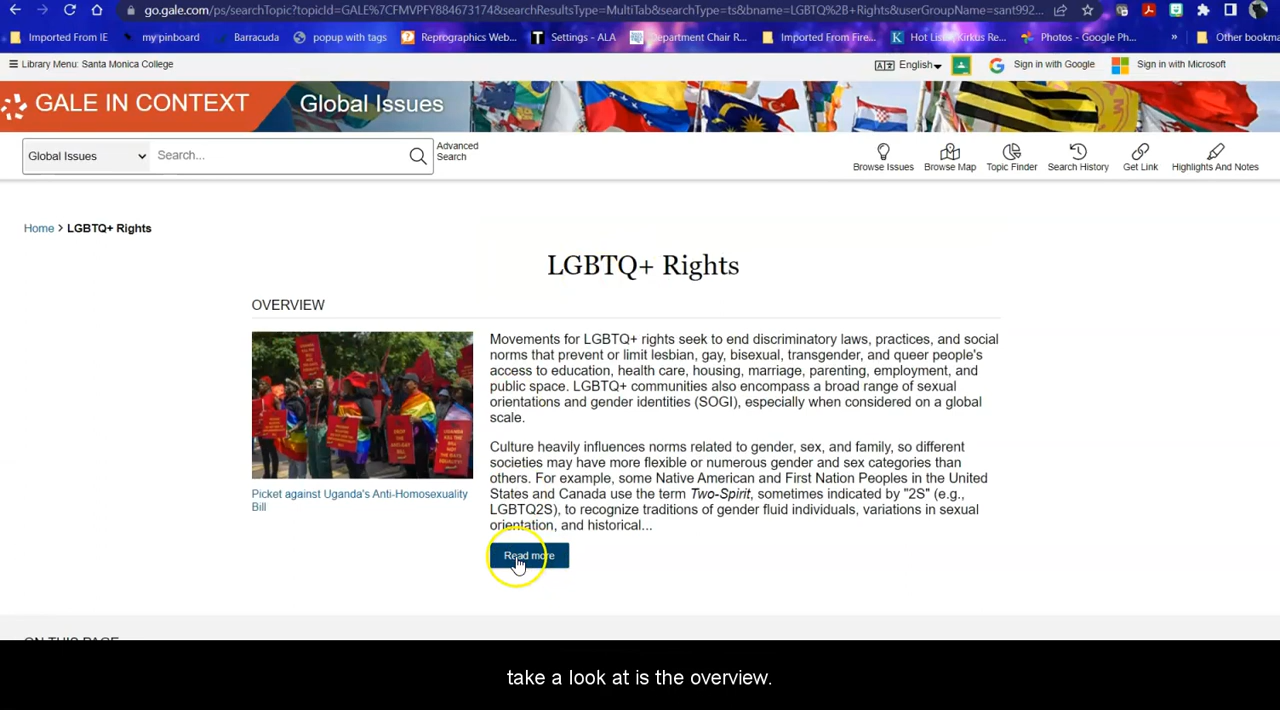 go.gale.com/ps/searchTopic?topicId=GALE%7CFMVPFY884673174&searchResultsType=MultiTab&searchType=ts&bname=LGBTQ%2B+Rights&userGroupName=sant992...
Imported From IE my pinboard Barracuda popup with tags Reprographics Web... Settings - ALA Department Chair R... Imported From Fire... Hot List Kirkus Re... Photos - Google Ph... » Other bookma
Library Menu: Santa Monica College English Sign in with Google Sign in with Microsoft
GALE IN CONTEXT Global Issues
Global Issues Search... Advanced
Search
Browse Issues Browse Map Topic Finder Search History Get Link Highlights And Notes
Home > LGBTQ+ Rights
LGBTQ+ Rights
OVERVIEW
Movements for LGBTQ+ rights seek to end discriminatory laws, practices, and social
norms that prevent or limit lesbian, gay, bisexual, transgender, and queer people's
access to education, health care, housing, marriage, parenting, employment, and
public space. LGBTQ+ communities also encompass a broad range of sexual
orientations and gender identities (SOGI), especially when considered on a global
scale.
Culture heavily influences norms related to gender, sex, and family, so different
societies may have more flexible or numerous gender and sex categories than
others. For example, some Native American and First Nation Peoples in the United
States and Canada use the term Two-Spirit, sometimes indicated by "2S" (e.g.,
LGBTQ2S), to recognize traditions of gender fluid individuals, variations in sexual
orientation, and historical...
Picket against Uganda's Anti-Homosexuality
Bill
Read more
ON THIS PAGE
take a look at is the overview.